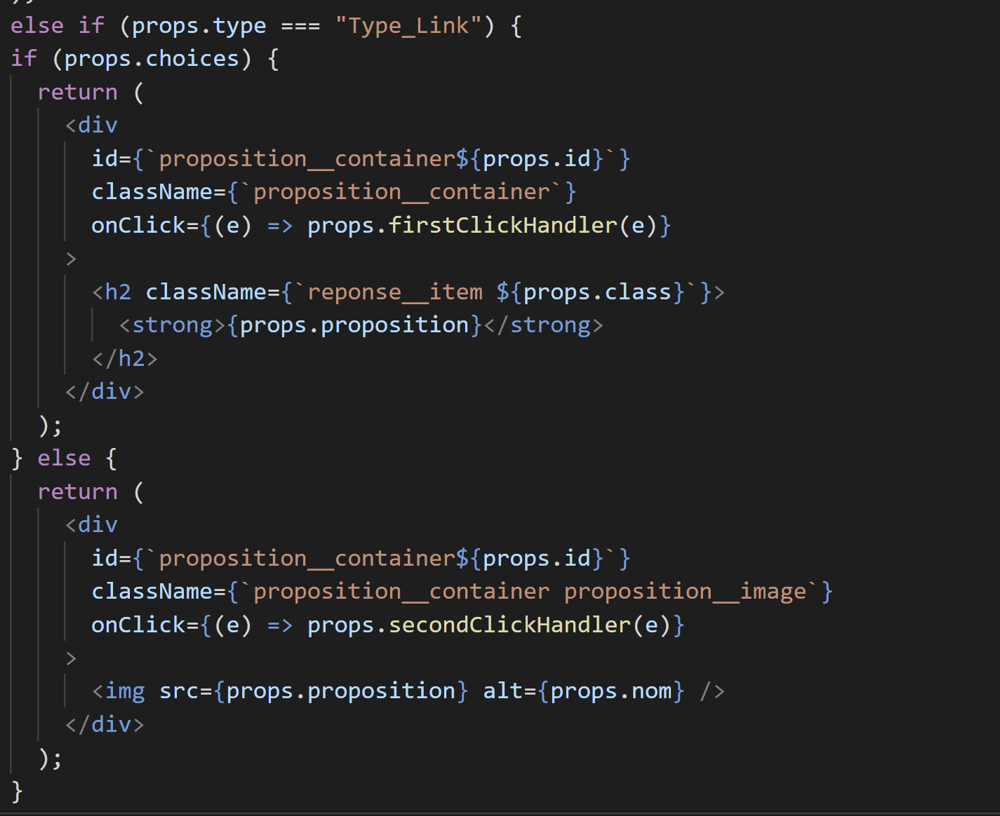 else if (props.type === "Type_Link") {
if (props.choices) {
return (
<div
id={`proposition__container${props.id}`}
className={`proposition__container`}
onClick={(e) => props.firstClickHandler(e)}
>
<h2 className={`reponse__item ${props.class}`}>
<strong>{props.proposition}</strong>
</h2>
</div>
);
} else {
return (
<div
id={`proposition__container${props.id}`}
className={`proposition__container proposition__image`}
onClick={(e) => props.secondClickHandler(e)}
>
<img src={props.proposition} alt={props.nom} />
</div>
);
}